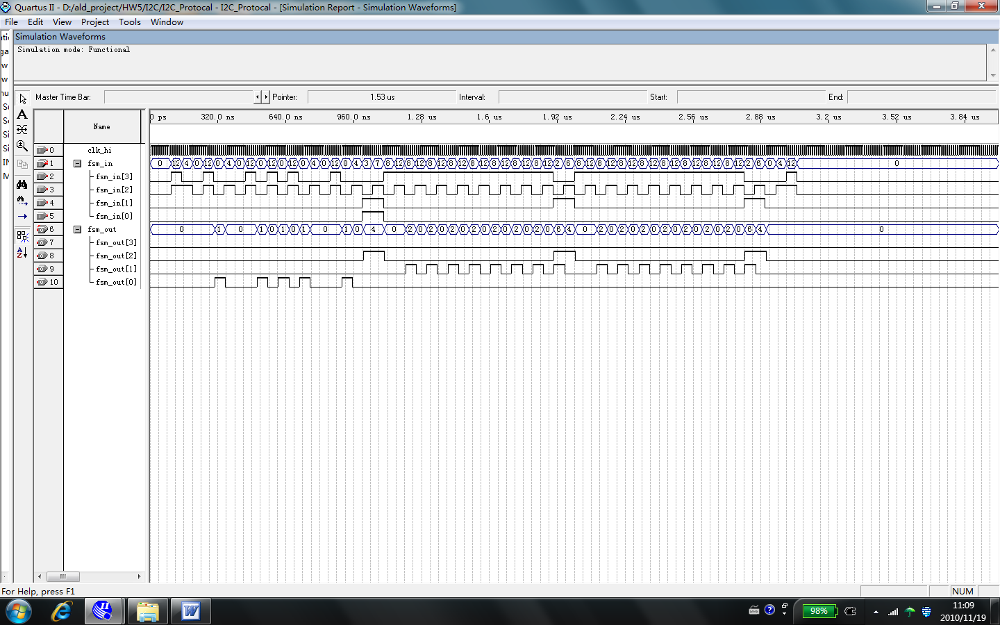 Quartus II - D:/ald_project/HW5/I2C/I2C_Protocal - I2C_Protocal - [Simulation Report - Simulation Waveforms]
File Edit View Project Tools Window
Simulation Waveforms
Simulation mode: Functional
Master Time Bar: Pointer: 1.53 us Interval: Start: End:
Name 0 ps 320.0 ns 640.0 ns 960.0 ns 1.28 us 1.6 us 1.92 us 2.24 us 2.56 us 2.88 us 3.2 us 3.52 us 3.84 us
0 clk_hi
1 fsm_in 0 12 4 0 12 0 4 0 12 0 12 0 12 0 4 0 12 0 4 3 7 8 12 8 12 8 12 8 12 8 12 8 12 8 12 8 12 2 6 8 12 8 12 8 12 8 12 8 12 8 12 8 12 8 12 2 6 0 4 12 0
2 fsm_in[3]
3 fsm_in[2]
4 fsm_in[1]
5 fsm_in[0]
6 fsm_out 0 1 0 1 0 1 0 1 0 1 0 4 0 2 0 2 0 2 0 2 0 2 0 2 0 2 0 6 4 0 2 0 2 0 2 0 2 0 2 0 2 0 2 0 6 4 0
7 fsm_out[3]
8 fsm_out[2]
9 fsm_out[1]
10 fsm_out[0]
For Help, press F1 NUM
98% 11:09
2010/11/19